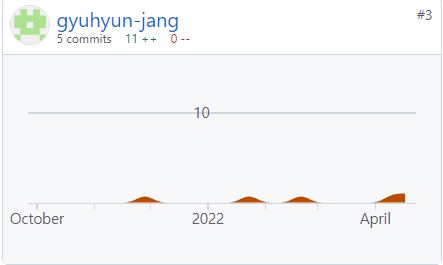 gyuhyun-jang
#3
5 commits 11 ++ 0 --
10
October 2022 April